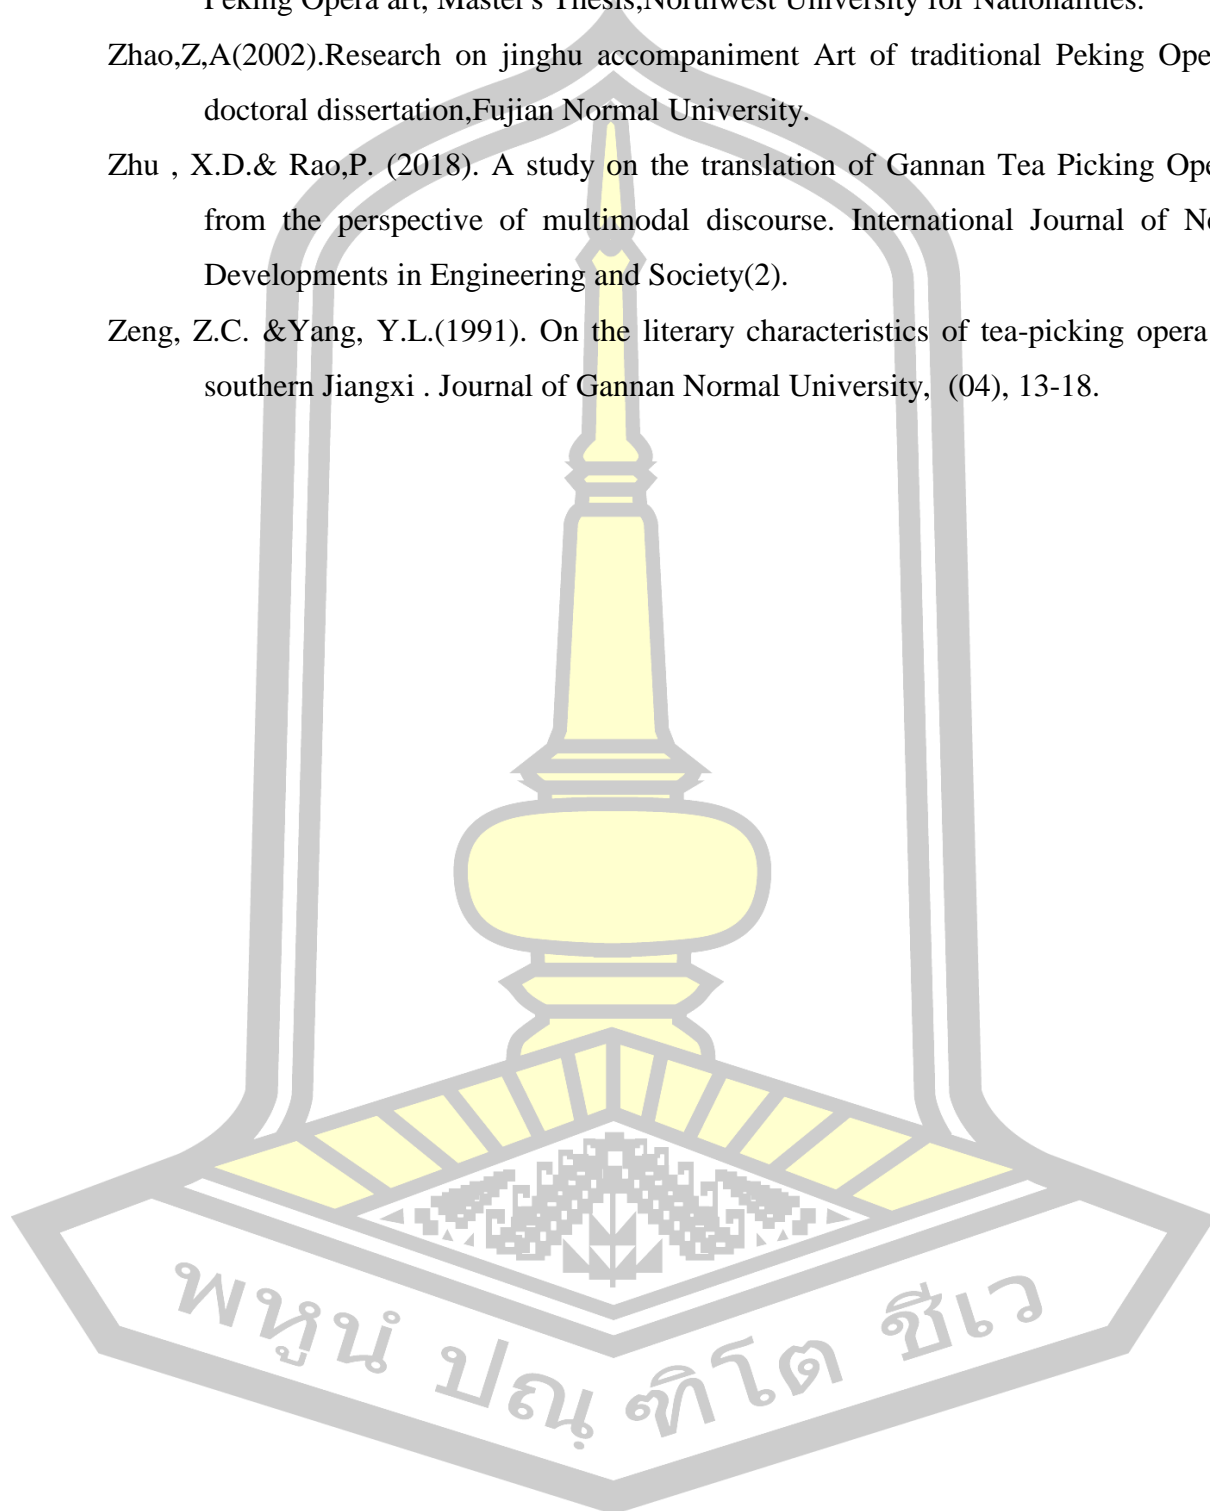 Peking Opera art, Master's Thesis,Northwest University for Nationalities.
Zhao,Z,A(2002).Research on jinghu accompaniment Art of traditional Peking Ope
doctoral dissertation,Fujian Normal University.
Zhu , X.D.& Rao,P. (2018). A study on the translation of Gannan Tea Picking Ope
from the perspective of multimodal discourse. International Journal of Ne
Developments in Engineering and Society(2).
Zeng, Z.C. &Yang, Y.L.(1991). On the literary characteristics of tea-picking opera
southern Jiangxi . Journal of Gannan Normal University, (04), 13-18.
พหูนํ ปณฺฑิโต ชีเว